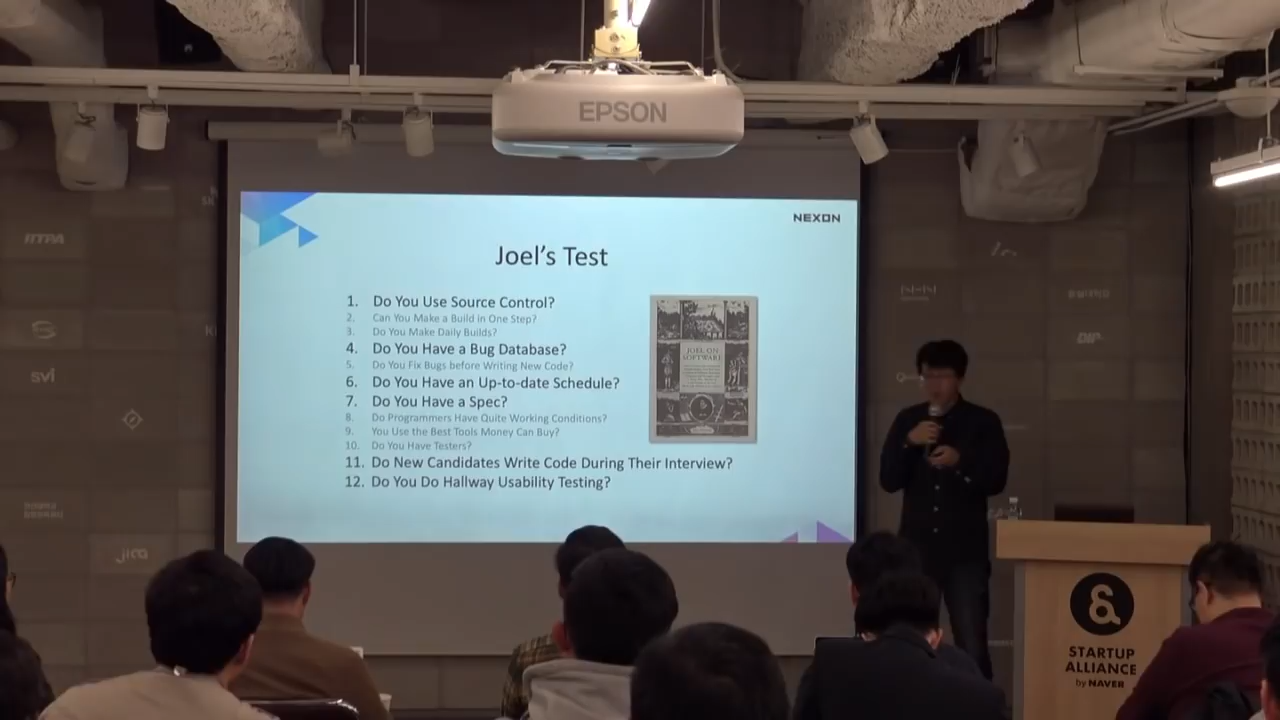 EPSON
NEXON
Joel's Test
1. Do You Use Source Control?
2. Can You Make a Build in One Step?
3. Do You Make Daily Builds?
4. Do You Have a Bug Database?
5. Do You Fix Bugs before Writing New Code?
6. Do You Have an Up-to-date Schedule?
7. Do You Have a Spec?
8. Do Programmers Have Quite Working Conditions?
9. You Use the Best Tools Money Can Buy?
10. Do You Have Testers?
11. Do New Candidates Write Code During Their Interview?
12. Do You Do Hallway Usability Testing?
JOEL ON
SOFTWARE
IITPA
SVI
DIP
STARTUP
ALLIANCE
by NAVER